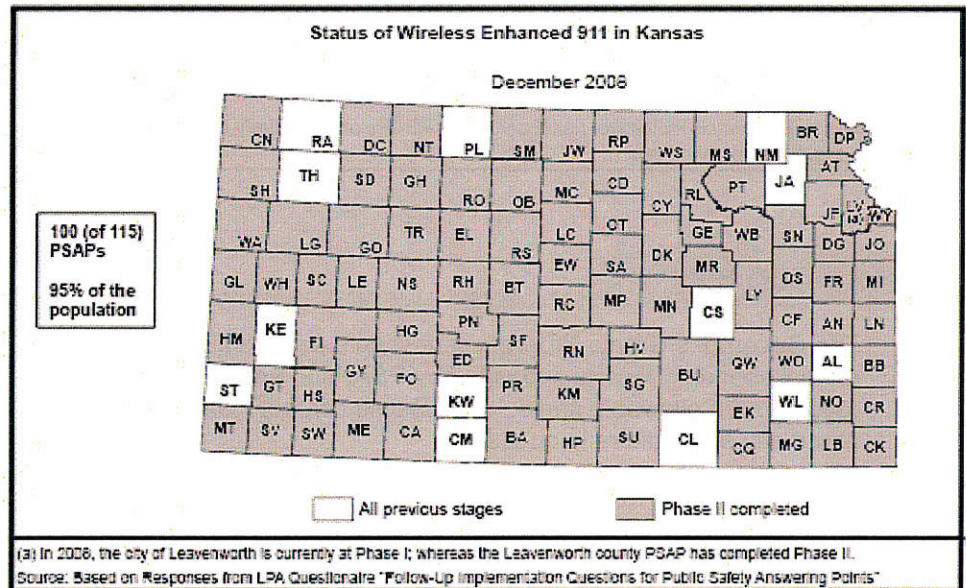 Status of Wireless Enhanced 911 in Kansas
December 2008
100 (of 115)
PSAPs
95% of the
population
CN RA DC NT PL SM JW RP WS MS NM BR DP
SH TH SD GH RO OB MC CD CY RL PT JA AT
WA LG GO TR EL RS LC OT DK GE WB SN JF LV WY
DG JO
GL WH SC LE NS RH BT EW SA MR OS FR MI
HM KE FI HG PN SF RC MP MN CS LY CF AN LN
ST GT HS GY FO ED RN HV BU GW WO AL BB
KW PR KM SG EK WL NO CR
MT SV SW ME CA CM BA HP SU CL CQ MG LB CK
All previous stages
Phase II completed
(a) In 2008, the city of Leavenworth is currently at Phase I; whereas the Leavenworth county PSAP has completed Phase II.
Source: Based on Responses from LPA Questionaire "Follow-Up Implementation Questions for Public Safety Answering Points"